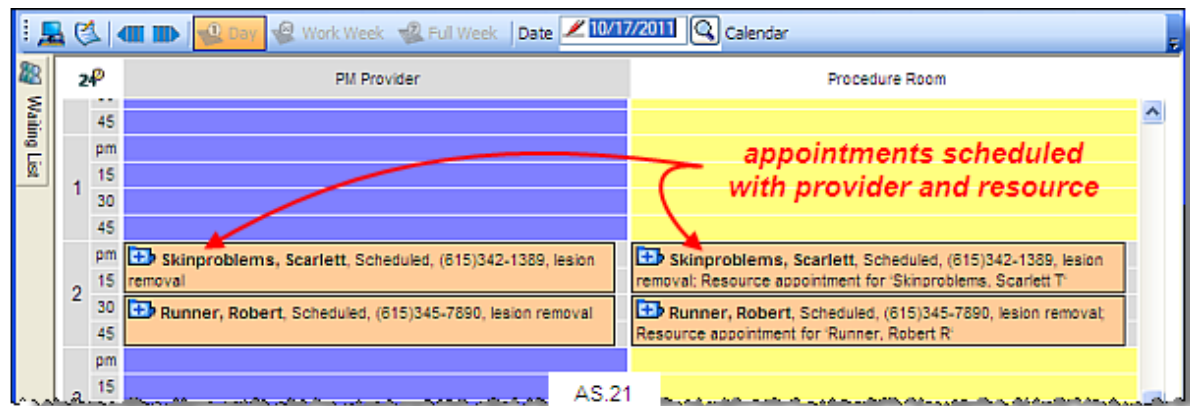 Day Work Week Full Week Date 10/17/2011 Calendar
Waiting List
24 PM Provider Procedure Room
45
pm
1 15
30
45
appointments scheduled
with provider and resource
pm Skinproblems, Scarlett, Scheduled, (615)342-1389, lesion
2 15 removal
30 Runner, Robert, Scheduled, (615)345-7890, lesion removal
45
Skinproblems, Scarlett, Scheduled, (615)342-1389, lesion
removal; Resource appointment for 'Skinproblems, Scarlett T'
Runner, Robert, Scheduled, (615)345-7890, lesion removal;
Resource appointment for 'Runner, Robert R'
pm
15
AS.21